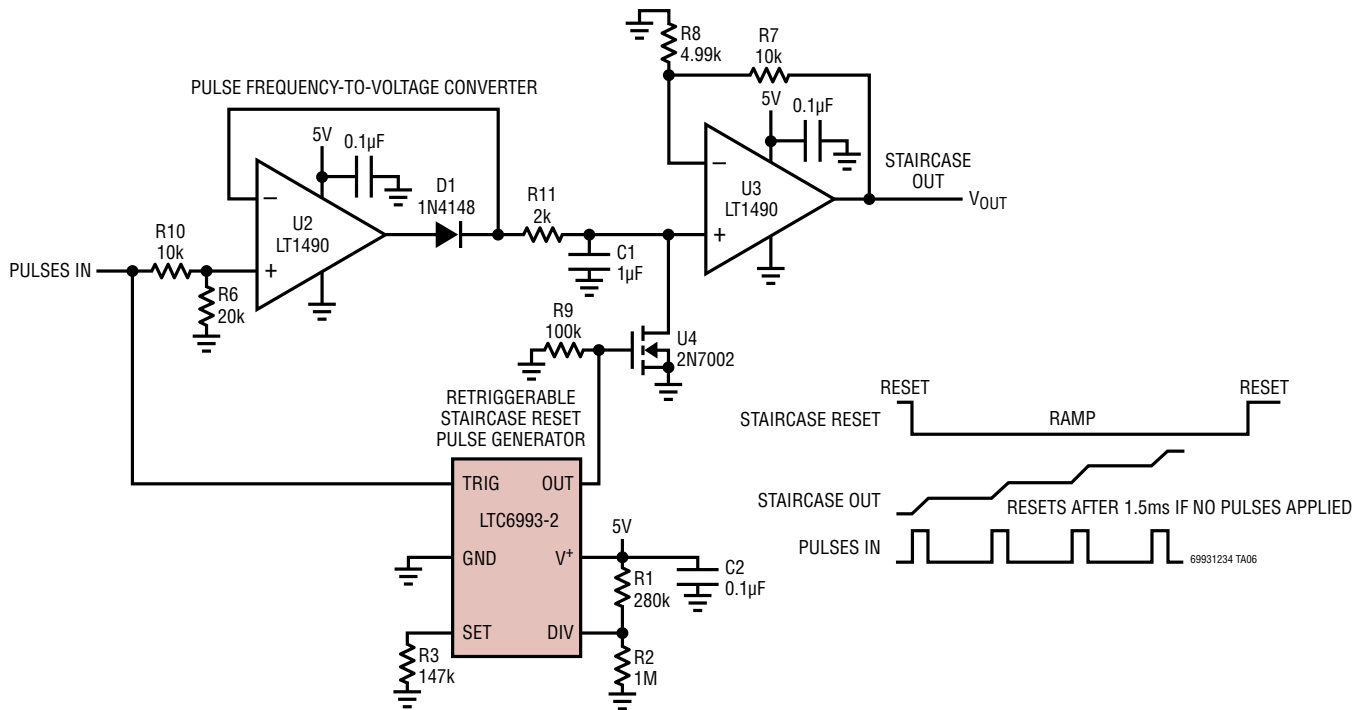 R8
4.99k
R7
10k
PULSE FREQUENCY-TO-VOLTAGE CONVERTER
5V
0.1µF
5V
0.1µF
–
+
U2
LT1490
D1
1N4148
R11
2k
–
+
U3
LT1490
STAIRCASE
OUT
VOUT
R10
10k
PULSES IN
R6
20k
C1
1µF
R9
100k
U4
2N7002
RETRIGGERABLE
STAIRCASE RESET
PULSE GENERATOR
TRIG
OUT
LTC6993-2
GND
V+
SET
DIV
5V
R1
280k
C2
0.1µF
R3
147k
R2
1M
RESET
RESET
STAIRCASE RESET
RAMP
STAIRCASE OUT
RESETS AFTER 1.5ms IF NO PULSES APPLIED
PULSES IN
69931234 TA06